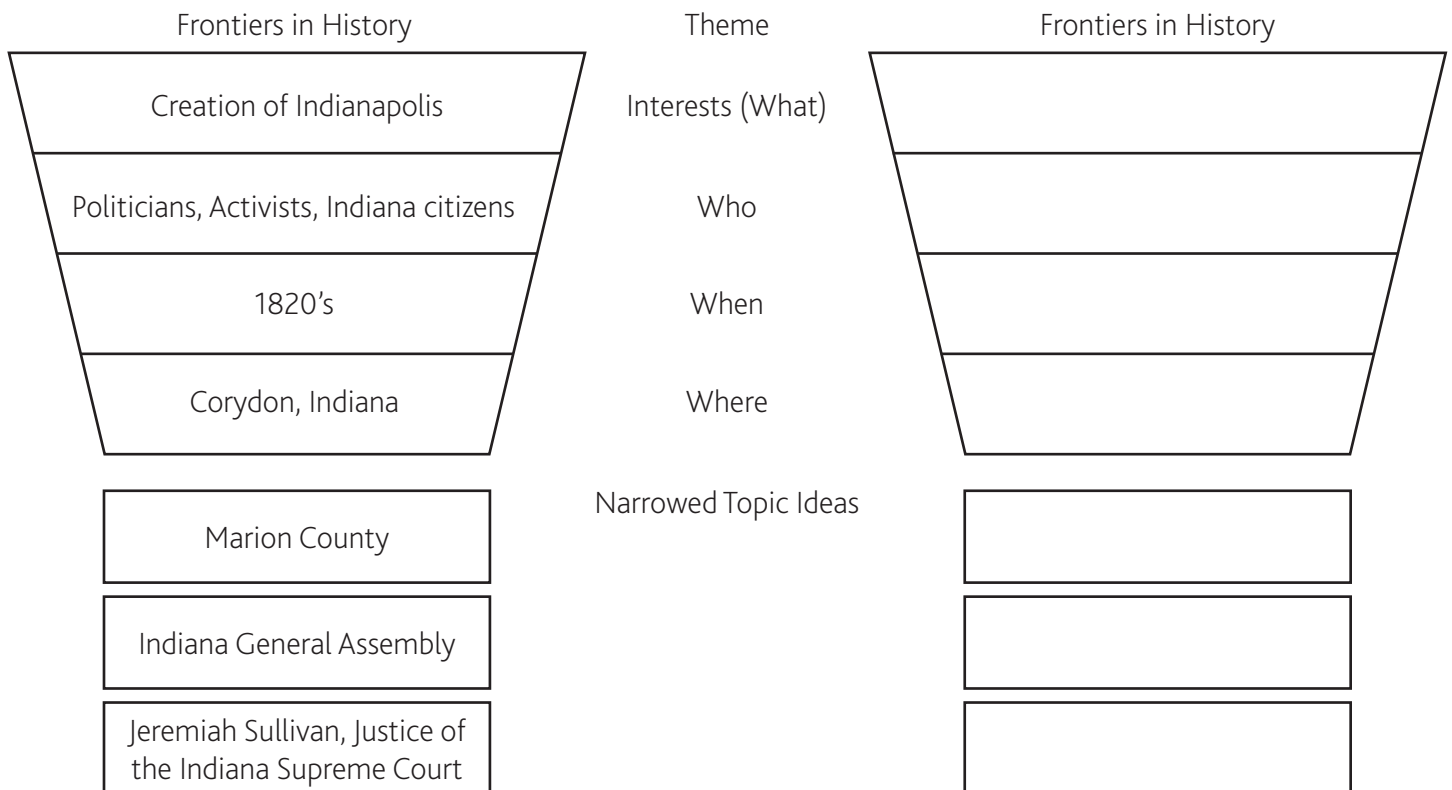 Frontiers in History
Theme
Frontiers in History
Creation of Indianapolis
Interests (What)
Politicians, Activists, Indiana citizens
Who
1820’s
When
Corydon, Indiana
Where
Narrowed Topic Ideas
Marion County
Indiana General Assembly
Jeremiah Sullivan, Justice of
the Indiana Supreme Court